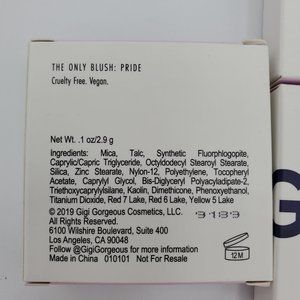 THE ONLY BLUSH: PRIDE
Cruelty Free. Vegan.
Net Wt. .1 oz/2.9 g
Ingredients: Mica, Talc, Synthetic Fluorphlogopite,
Caprylic/Capric Triglyceride, Octyldodecyl Stearoyl Stearate,
Silica, Zinc Stearate, Nylon-12, Polyethylene, Tocopheryl
Acetate, Caprylyl Glycol, Bis-Diglyceryl Polyacyladipate-2,
Triethoxycaprylylsilane, Kaolin, Dimethicone, Phenoxyethanol,
Titanium Dioxide, Red 7 Lake, Red 6 Lake, Yellow 5 Lake
© 2019 Gigi Gorgeous Cosmetics, LLC.
All rights reserved.
6100 Wilshire Boulevard, Suite 400
Los Angeles, CA 90048
Follow @GigiGorgeous on Instagram
Made in China 010101 Not For Resale
12M
G